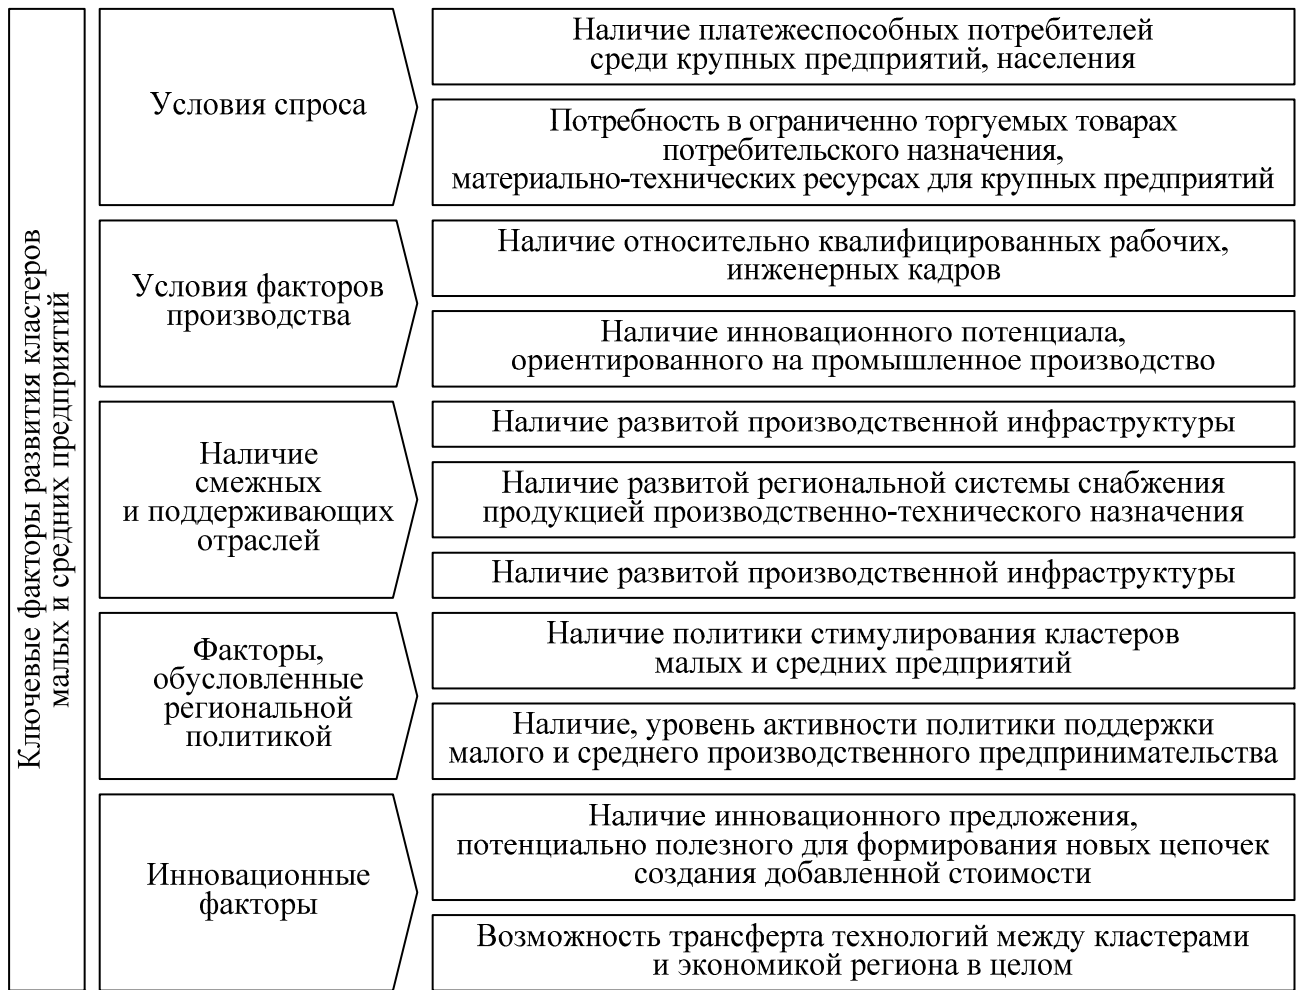 Ключевые факторы развития кластеров
малых и средних предприятий
Условия спроса
Наличие платежеспособных потребителей
среди крупных предприятий, населения
Потребность в ограниченно торгуемых товарах
потребительского назначения,
материально-технических ресурсах для крупных предприятий
Условия факторов
производства
Наличие относительно квалифицированных рабочих,
инженерных кадров
Наличие инновационного потенциала,
ориентированного на промышленное производство
Наличие
смежных
и поддерживающих
отраслей
Наличие развитой производственной инфраструктуры
Наличие развитой региональной системы снабжения
продукцией производственно-технического назначения
Наличие развитой производственной инфраструктуры
Факторы,
обусловленные
региональной
политикой
Наличие политики стимулирования кластеров
малых и средних предприятий
Наличие, уровень активности политики поддержки
малого и среднего производственного предпринимательства
Инновационные
факторы
Наличие инновационного предложения,
потенциально полезного для формирования новых цепочек
создания добавленной стоимости
Возможность трансферта технологий между кластерами
и экономикой региона в целом